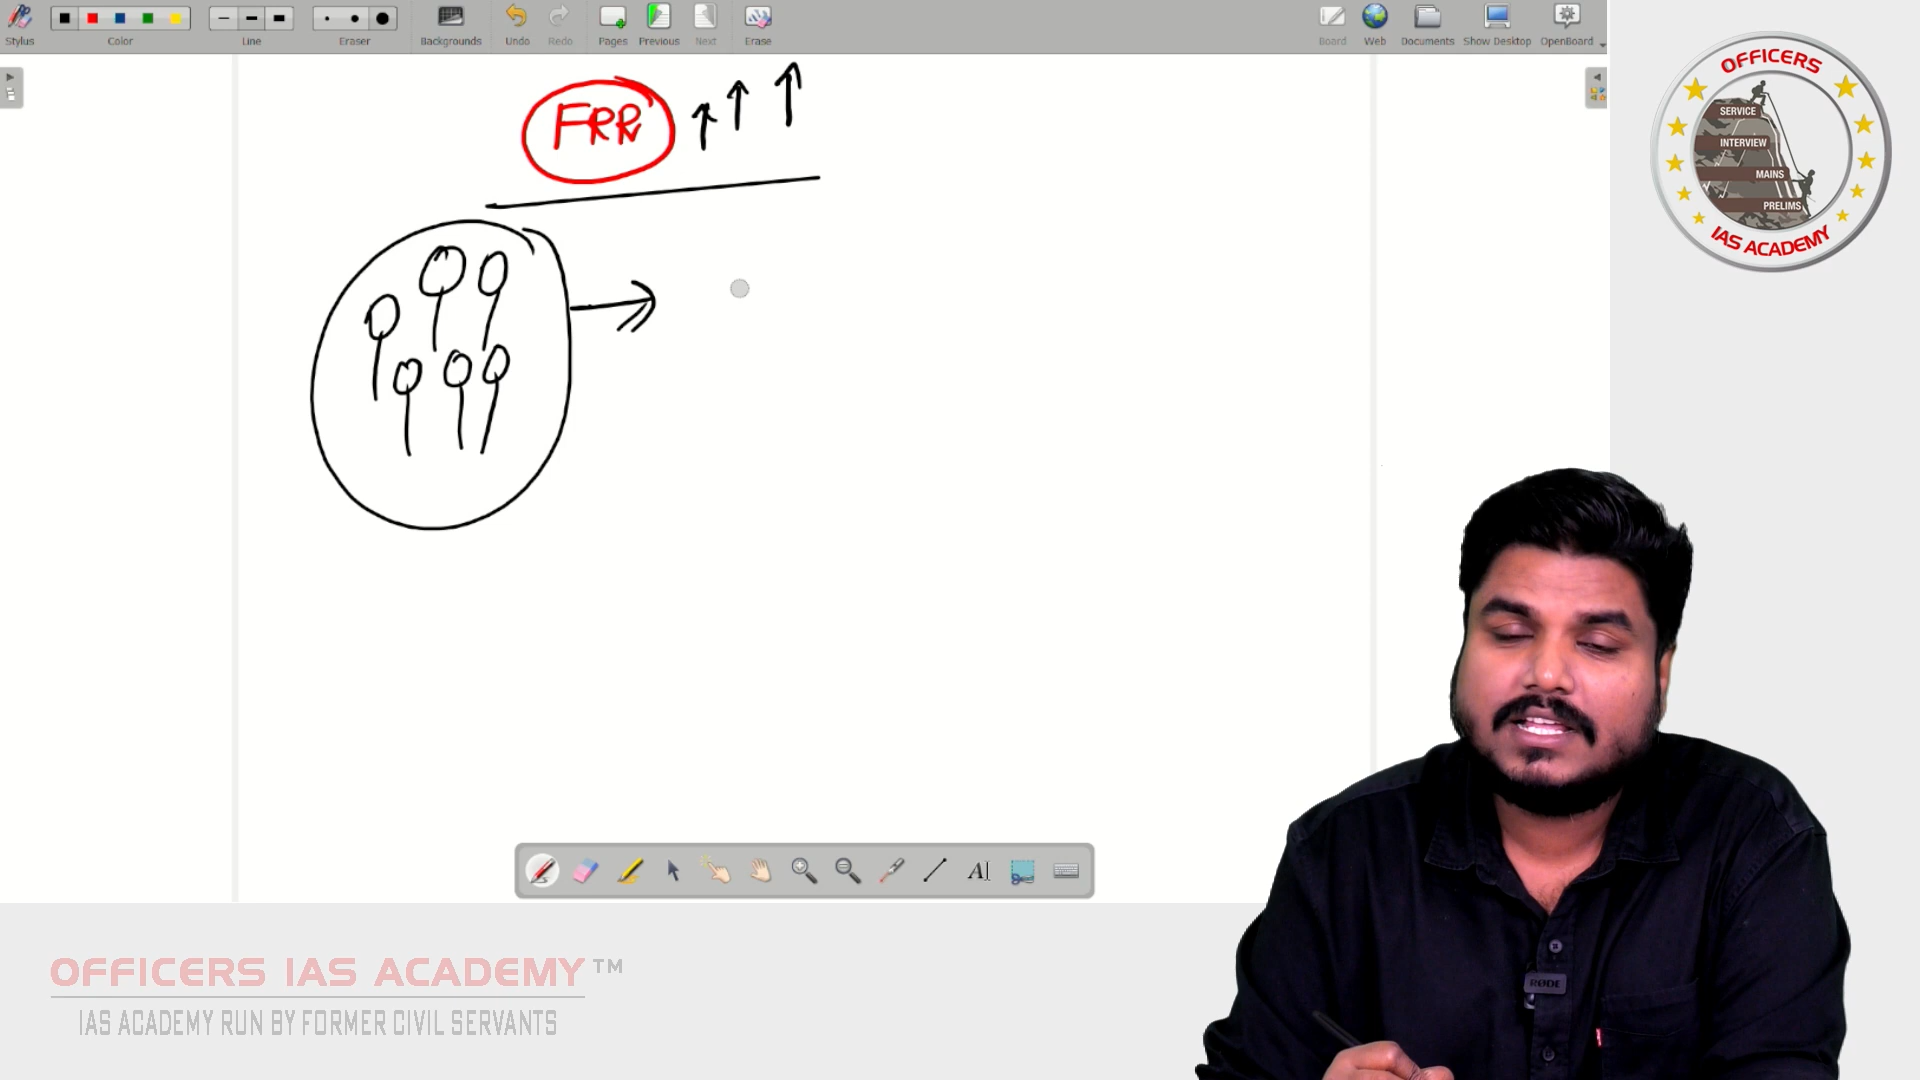 Stylus
Color
Line
Eraser
Backgrounds
Undo
Redo
Pages
Previous
Next
Erase
Board
Web
Documents
Show Desktop
OpenBoard
FRR
OFFICERS
SERVICE
INTERVIEW
MAINS
PRELIMS
IAS ACADEMY
A
RØDE
OFFICERS IAS ACADEMY™
IAS ACADEMY RUN BY FORMER CIVIL SERVANTS